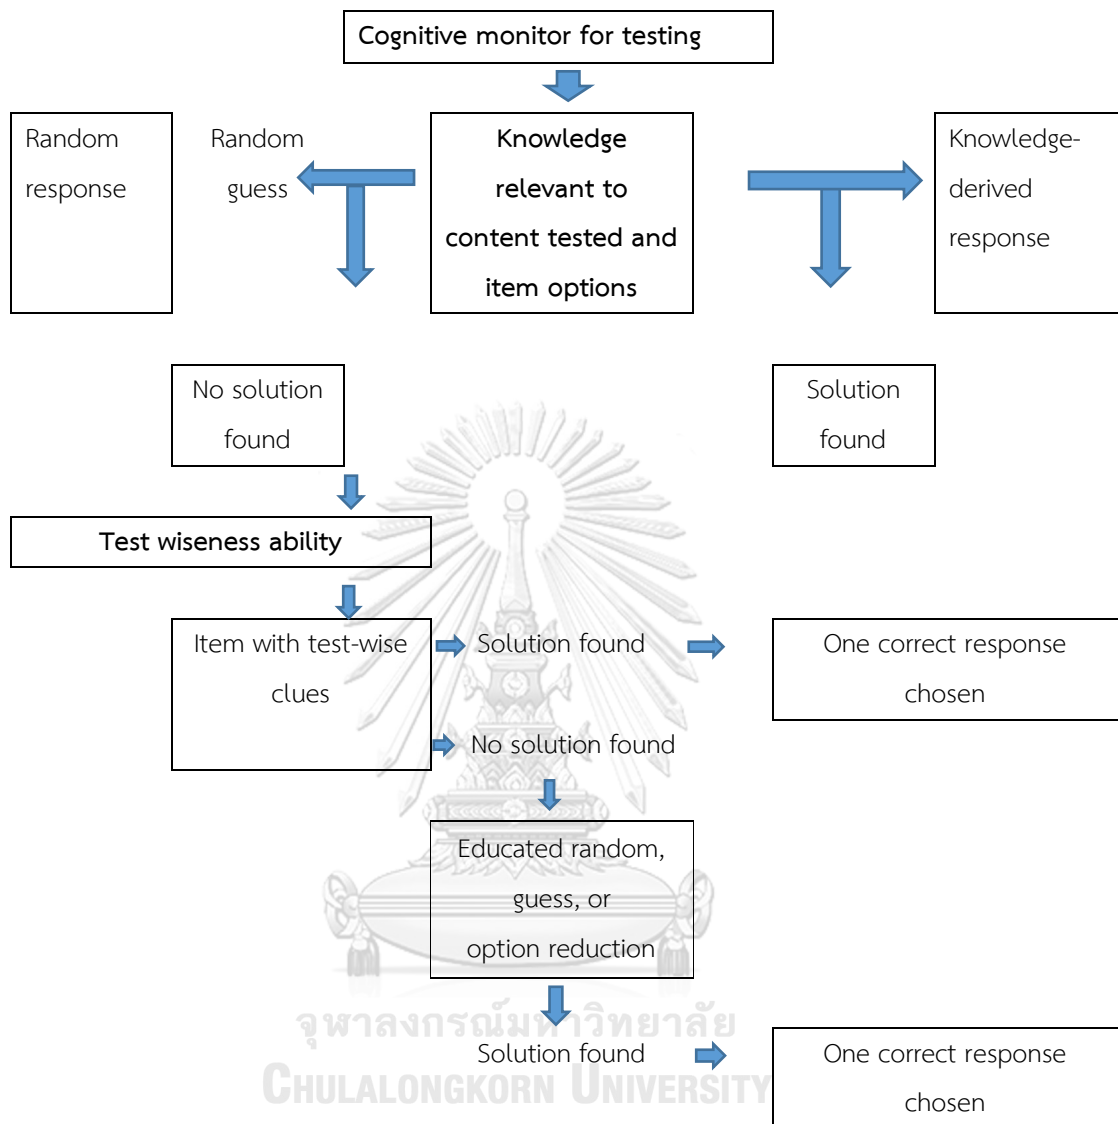 Cognitive monitor for testing
Random
response
Random
guess
Knowledge
relevant to
content tested and
item options
Knowledge-
derived
response
No solution
found
Solution
found
Test wiseness ability
Item with test-wise
clues
Solution found
One correct response
chosen
No solution found
Educated random,
guess, or
option reduction
จุฬาลงกรณ์มหาวิทยาลัย
CHULALONGKORN UNIVERSITY
Solution found
One correct response
chosen